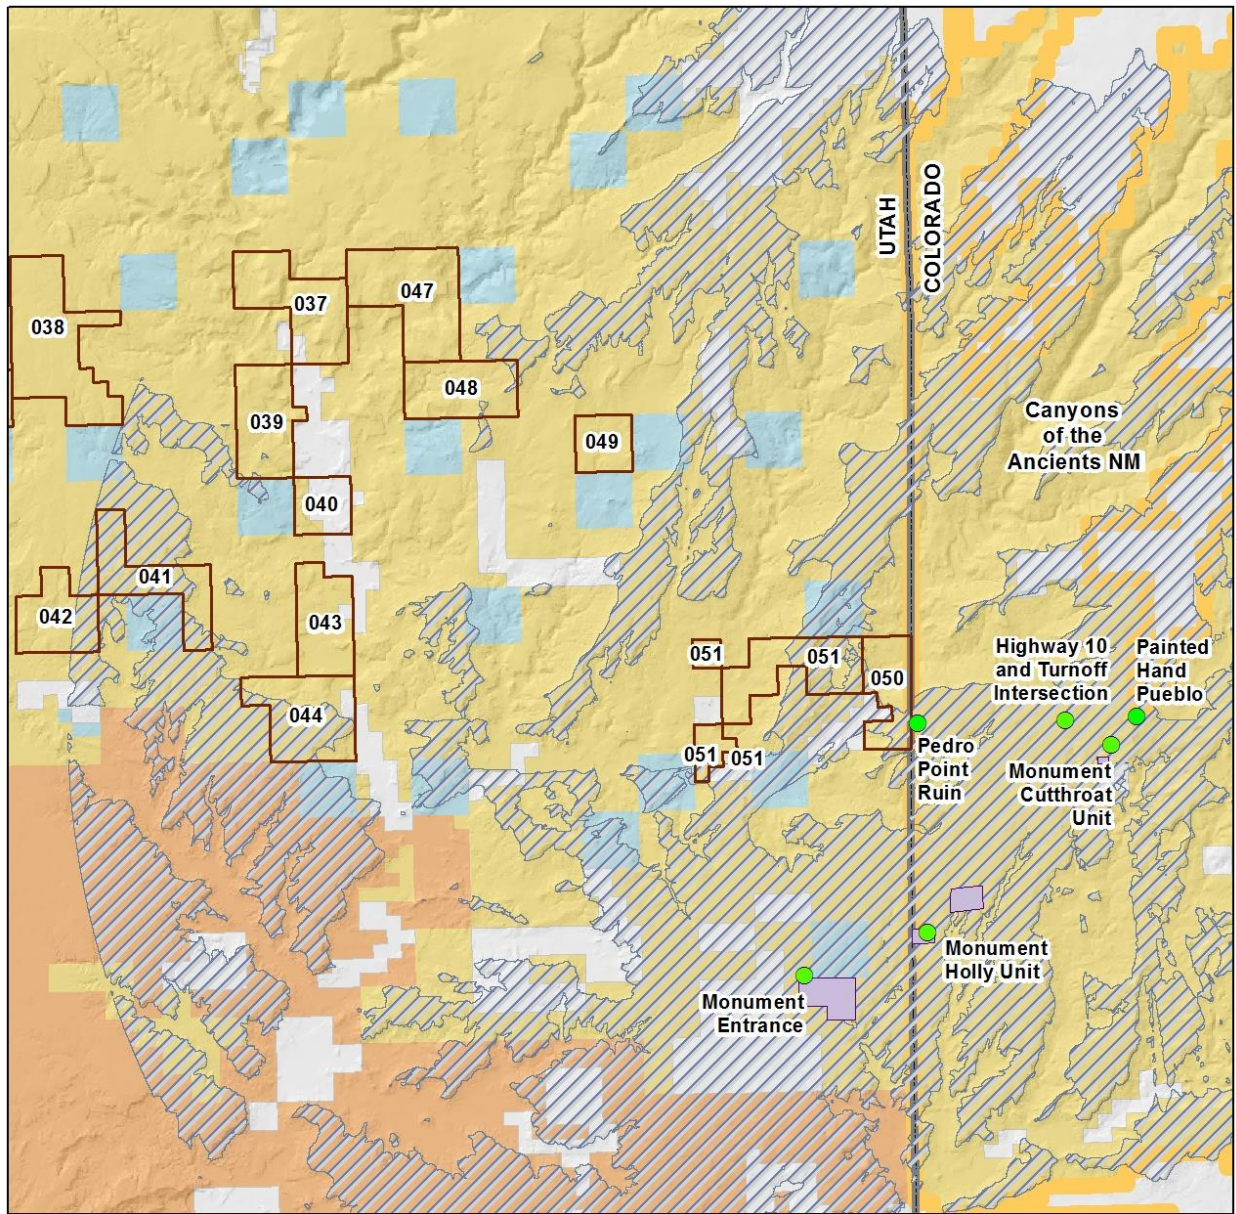 UTAH
COLORADO
037
047
038
048
039
049
Canyons
of the
Ancients NM
040
041
042
043
051
051
050
044
051
051
Highway 10
and Turnoff
Intersection
Painted
Hand
Pueblo
Pedro
Point
Ruin
Monument
Cutthroat
Unit
Monument
Holly Unit
Monument
Entrance